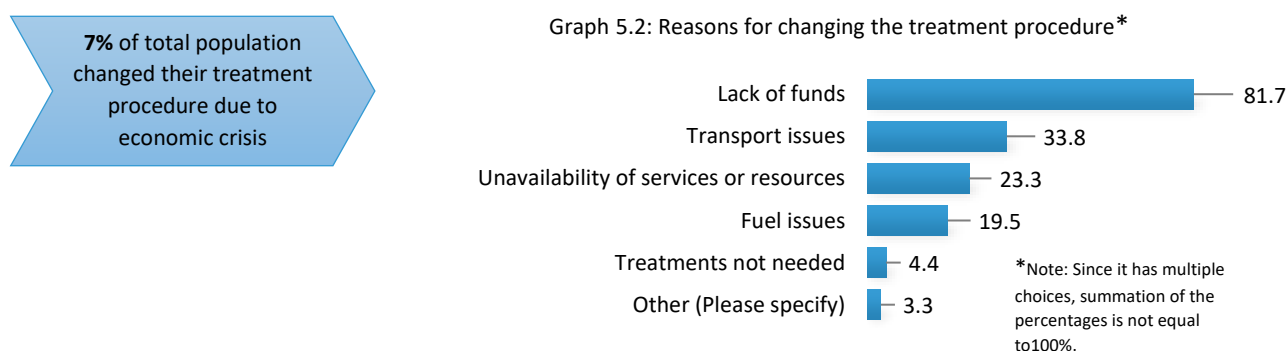 7% of total population
changed their treatment
procedure due to
economic crisis
Graph 5.2: Reasons for changing the treatment procedure*
Lack of funds 81.7
Transport issues 33.8
Unavailability of services or resources 23.3
Fuel issues 19.5
Treatments not needed 4.4
Other (Please specify) 3.3
*Note: Since it has multiple
choices, summation of the
percentages is not equal
to100%.